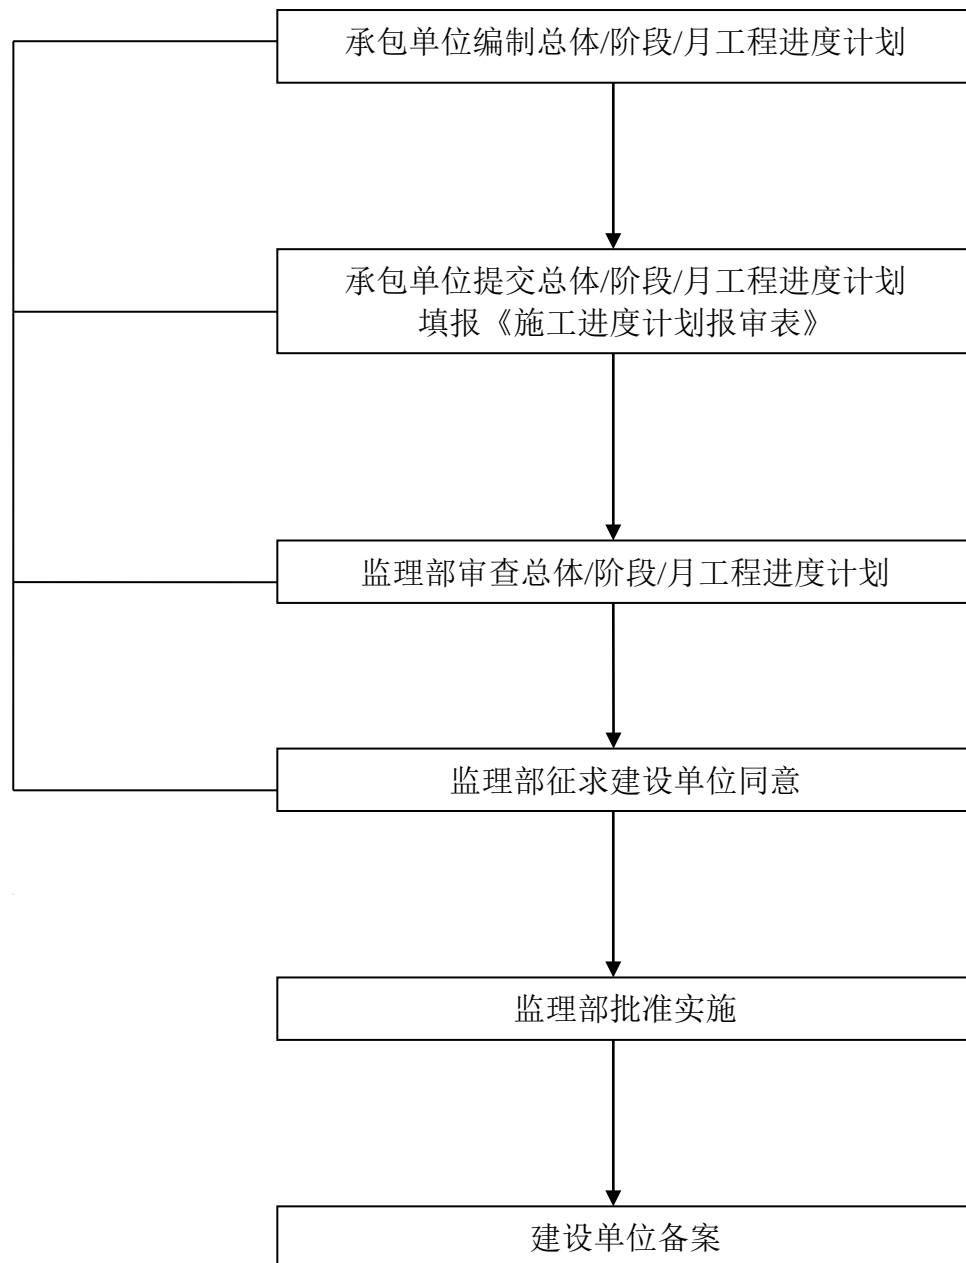 承包单位编制总体/阶段/月工程进度计划
承包单位提交总体/阶段/月工程进度计划
填报《施工进度计划报审表》
监理部审查总体/阶段/月工程进度计划
监理部征求建设单位同意
监理部批准实施
建设单位备案